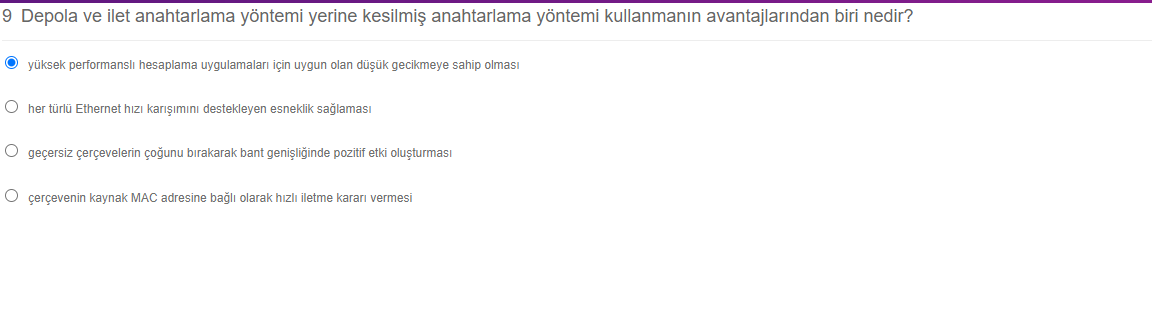 9 Depola ve ilet anahtarlama yöntemi yerine kesilmiş anahtarlama yöntemi kullanmanın avantajlarından biri nedir?
yüksek performanslı hesaplama uygulamaları için uygun olan düşük gecikmeye sahip olması
her türlü Ethernet hızı karışımını destekleyen esneklik sağlaması
geçersiz çerçevelerin çoğunu bırakarak bant genişliğinde pozitif etki oluşturması
çerçevenin kaynak MAC adresine bağlı olarak hızlı iletme kararı vermesi